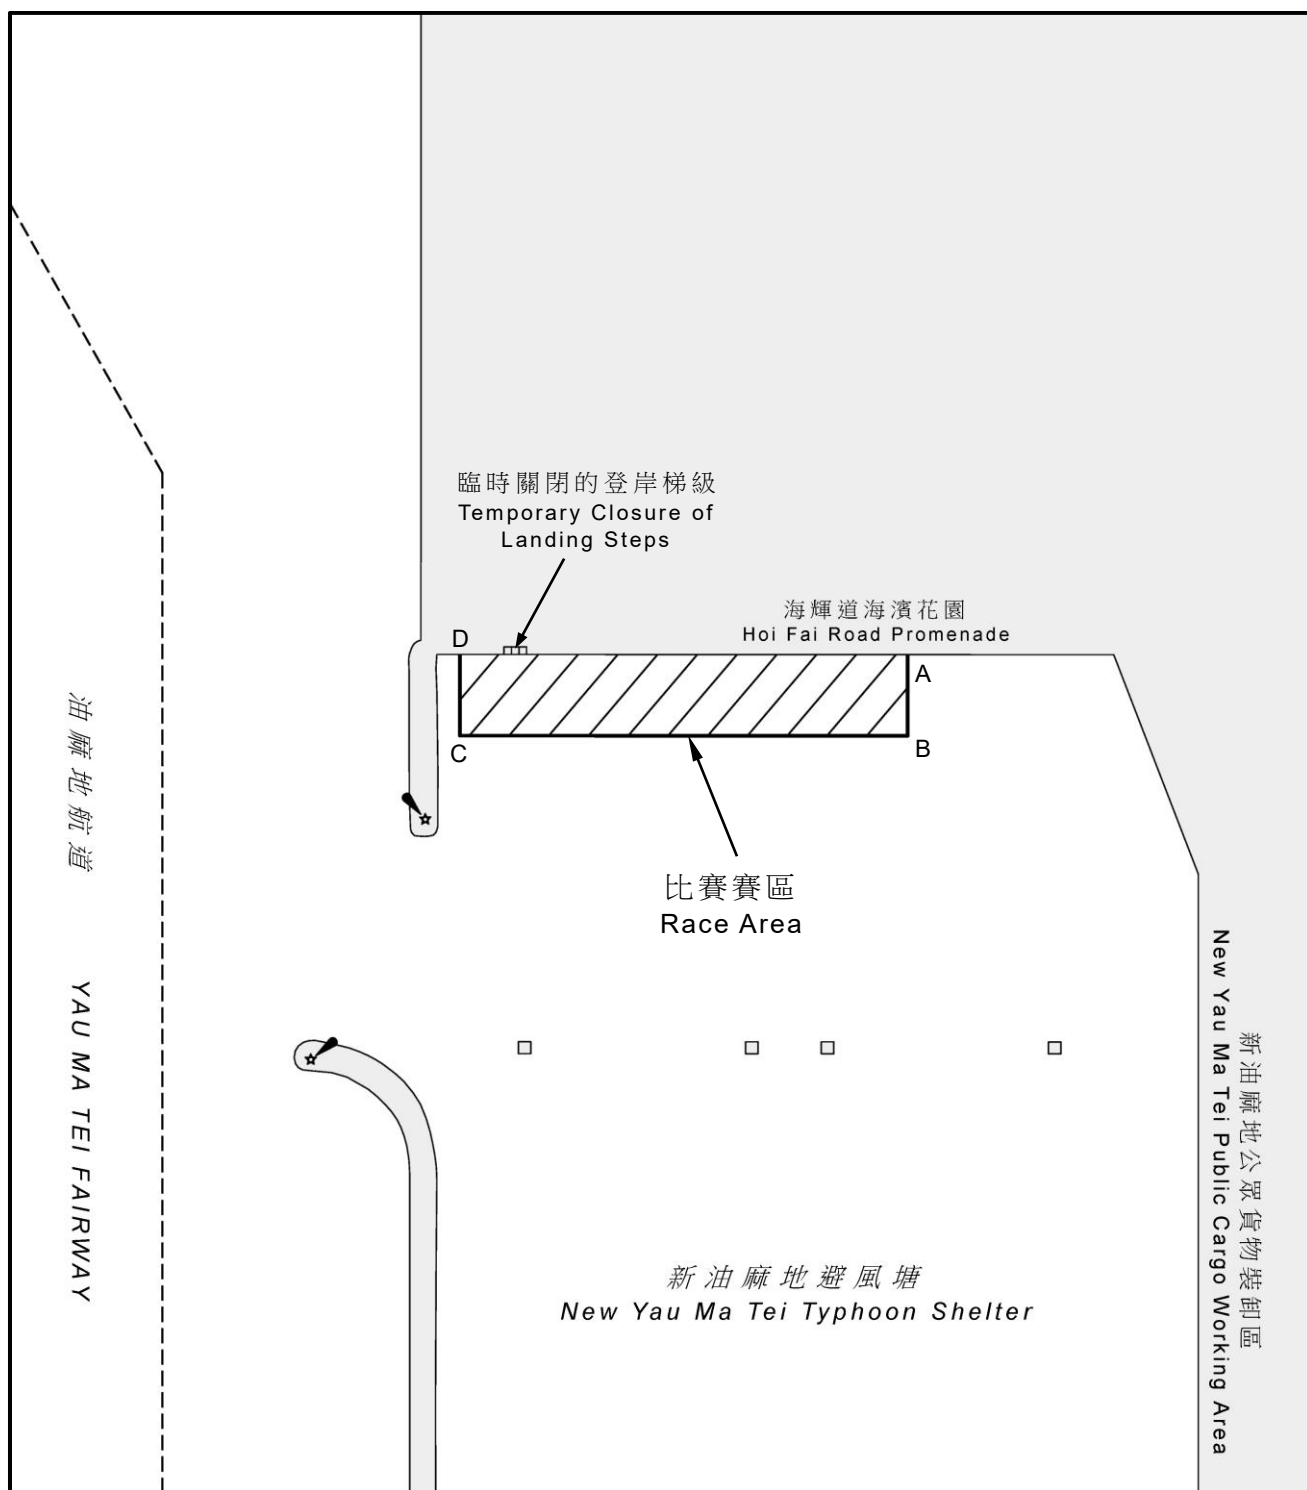 臨時關閉的登岸梯級
Temporary Closure of
Landing Steps
海輝道海濱花園
Hoi Fai Road Promenade
D
A
C
B
比賽賽區
Race Area
油麻地航道
YAU MA TEI FAIRWAY
新油麻地公眾貨物裝卸區
New Yau Ma Tei Public Cargo Working Area
新油麻地避風塘
New Yau Ma Tei Typhoon Shelter